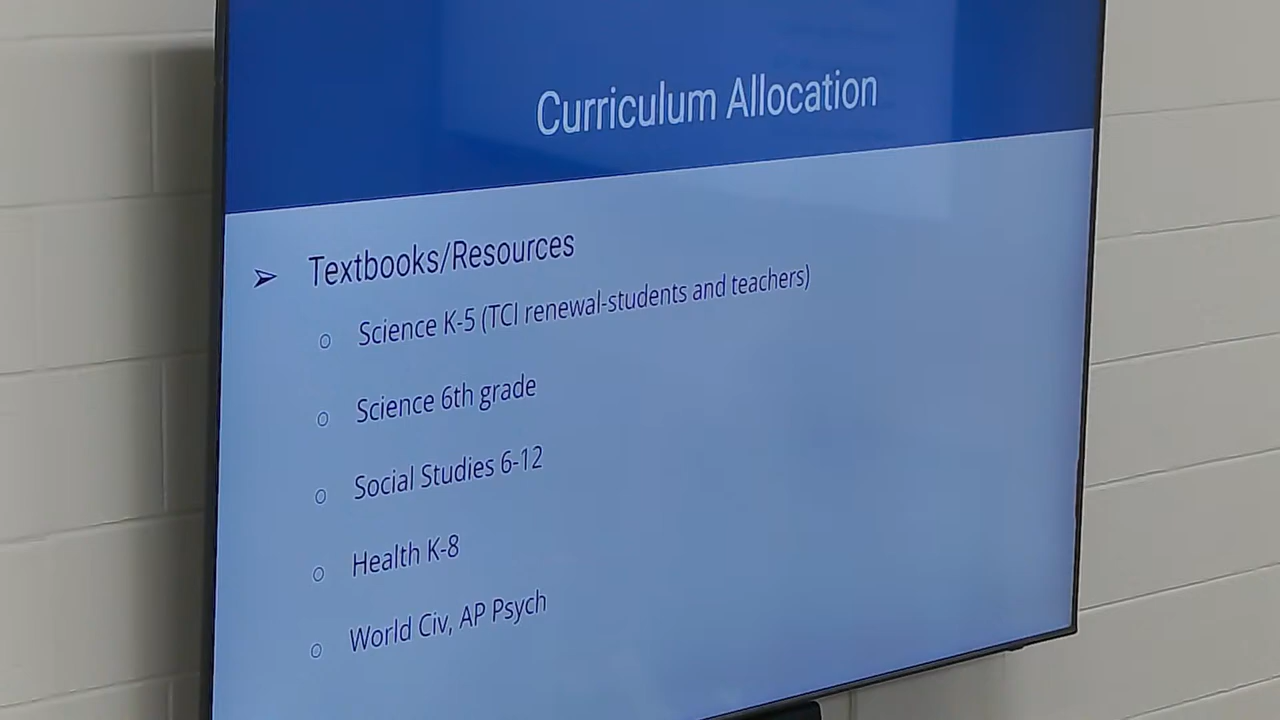 Curriculum Allocation
➢ Textbooks/Resources
○ Science K-5 (TCI renewal-students and teachers)
○ Science 6th grade
○ Social Studies 6-12
○ Health K-8
○ World Civ, AP Psych